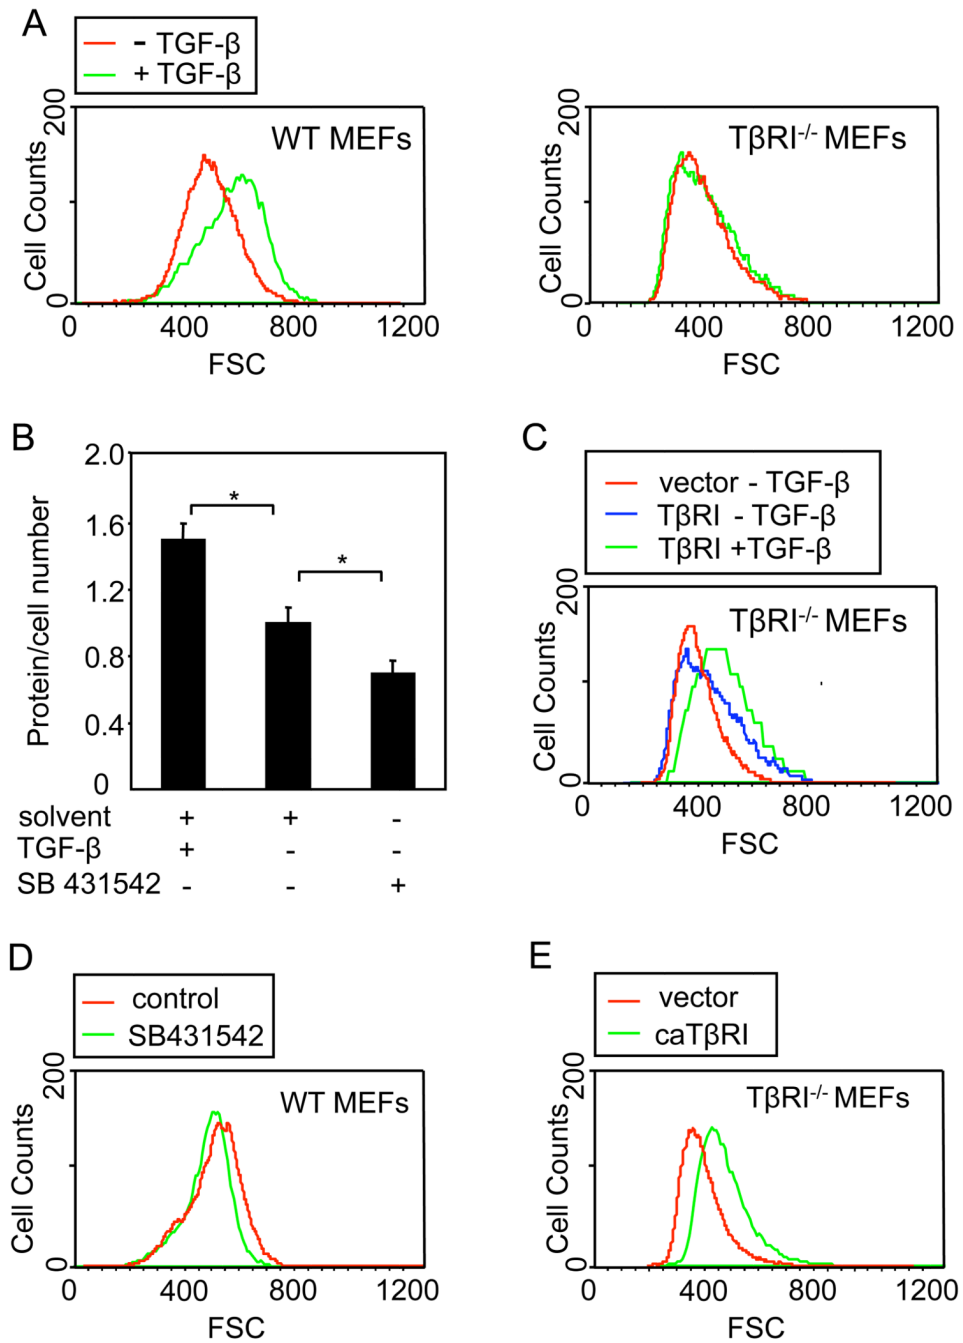 A
- TGF-β
+ TGF-β
200
Cell Counts
0
WT MEFs
0 400 800 1200
FSC
200
Cell Counts
0
TβRI-/- MEFs
0 400 800 1200
FSC
B
2.0
1.6
1.2
0.8
0.4
0
Protein/cell number
* *
solvent + + -
TGF-β + - -
SB 431542 - - +
C
vector - TGF-β
TβRI - TGF-β
TβRI +TGF-β
200
Cell Counts
0
TβRI-/- MEFs
0 400 800 1200
FSC
D
control
SB431542
200
Cell Counts
0
WT MEFs
0 400 800 1200
FSC
E
vector
caTβRI
200
Cell Counts
0
TβRI-/- MEFs
0 400 800 1200
FSC